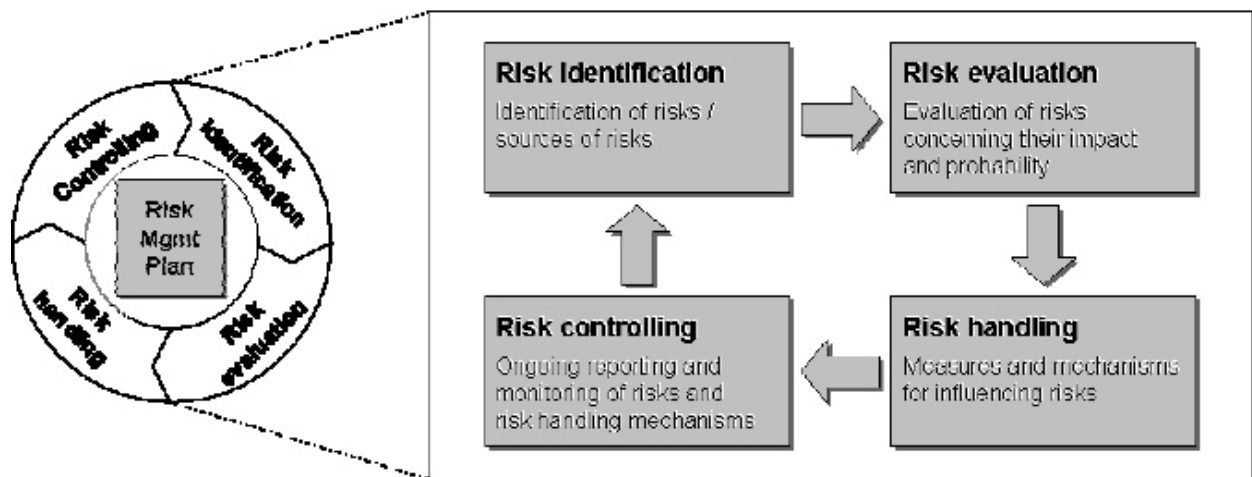 Risk
Controlling
Risk
Identification
Risk
Mgmt
Plan
Risk
handling
Risk
evaluation
Risk identification
Identification of risks /
sources of risks
Risk evaluation
Evaluation of risks
concerning their impact
and probability
Risk controlling
Ongoing reporting and
monitoring of risks and
risk handling mechanisms
Risk handling
Measures and mechanisms
for influencing risks